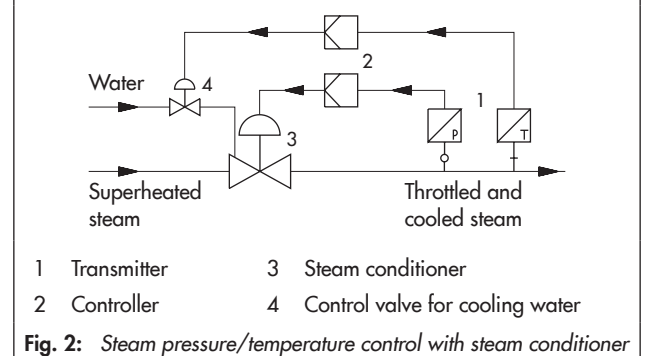 2
Water
4
1
3
P
T
Superheated
steam
Throttled and
cooled steam
1 Transmitter 3 Steam conditioner
2 Controller 4 Control valve for cooling water
Fig. 2: Steam pressure/temperature control with steam conditioner